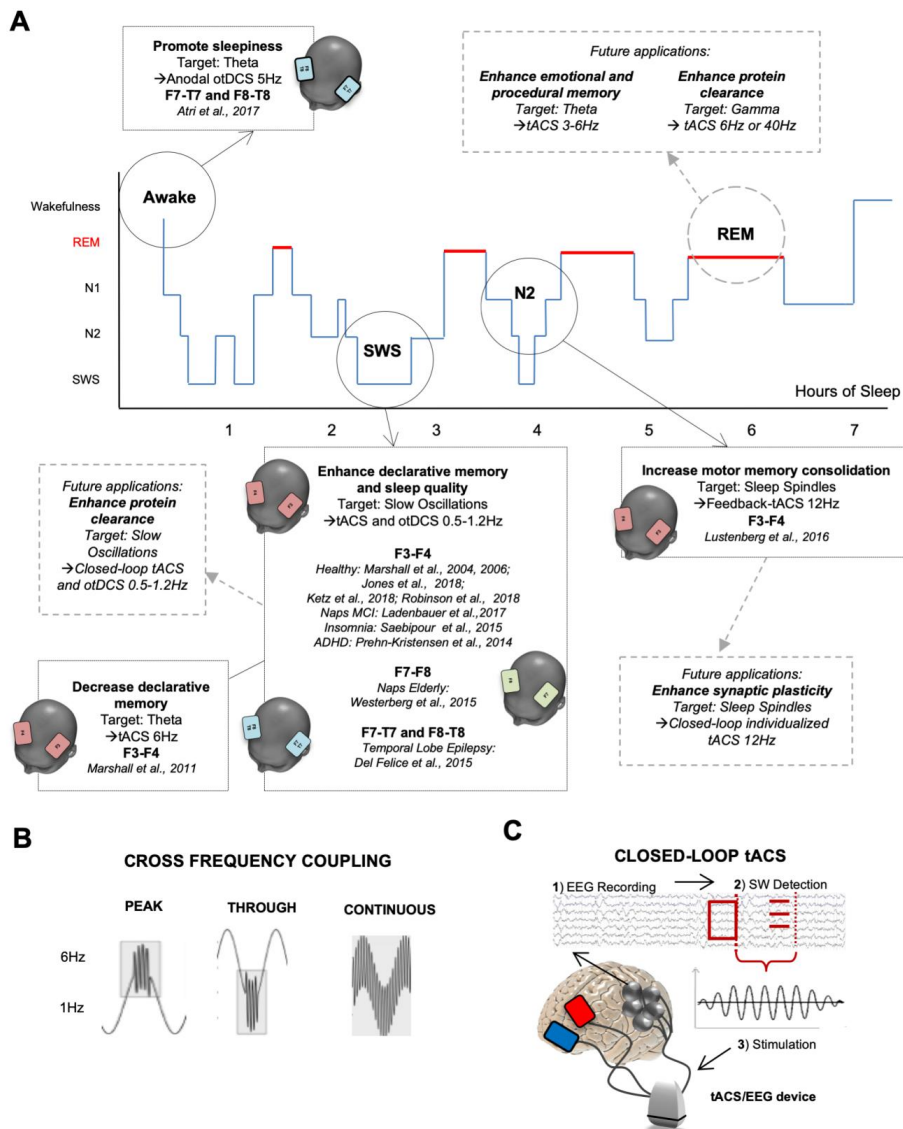 A
Promote sleepiness
Target: Theta
→Anodal otDCS 5Hz
F7-T7 and F8-T8
Atri et al., 2017
Future applications:
Enhance emotional and
procedural memory
Target: Theta
→tACS 3-6Hz
Enhance protein
clearance
Target: Gamma
→ tACS 6Hz or 40Hz
Wakefulness
REM
N1
N2
SWS
Awake
SWS
N2
REM
Hours of Sleep
1 2 3 4 5 6 7
Future applications:
Enhance protein
clearance
Target: Slow
Oscillations
→Closed-loop tACS
and otDCS 0.5-1.2Hz
Enhance declarative memory
and sleep quality
Target: Slow Oscillations
→tACS and otDCS 0.5-1.2Hz
F3-F4
Healthy: Marshall et al., 2004, 2006;
Jones et al., 2018;
Ketz et al., 2018; Robinson et al., 2018
Naps MCI: Ladenbauer et al.,2017
Insomnia: Saebipour et al., 2015
ADHD: Prehn-Kristensen et al., 2014
F7-F8
Naps Elderly:
Westerberg et al., 2015
F7-T7 and F8-T8
Temporal Lobe Epilepsy:
Del Felice et al., 2015
Increase motor memory consolidation
Target: Sleep Spindles
→Feedback-tACS 12Hz
F3-F4
Lustenberg et al., 2016
Decrease declarative
memory
Target: Theta
→tACS 6Hz
F3-F4
Marshall et al., 2011
Future applications:
Enhance synaptic plasticity
Target: Sleep Spindles
→Closed-loop individualized
tACS 12Hz
B
CROSS FREQUENCY COUPLING
PEAK
THROUGH
CONTINUOUS
6Hz
1Hz
C
CLOSED-LOOP tACS
1) EEG Recording
2) SW Detection
3) Stimulation
tACS/EEG device